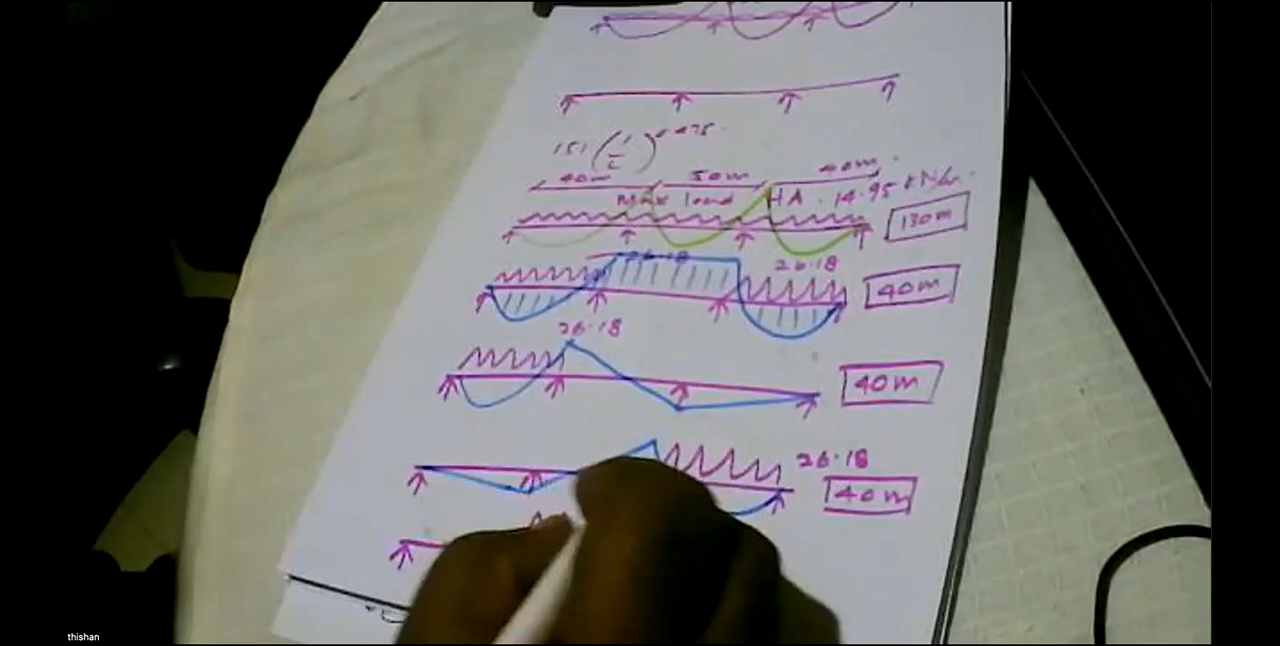 151 (1/L)^0.475
40m 50m 40m
Max load HA . 14.95 kN/m.
130m
26.18 26.18
40m
26.18
40m
26.18
40m
thishan